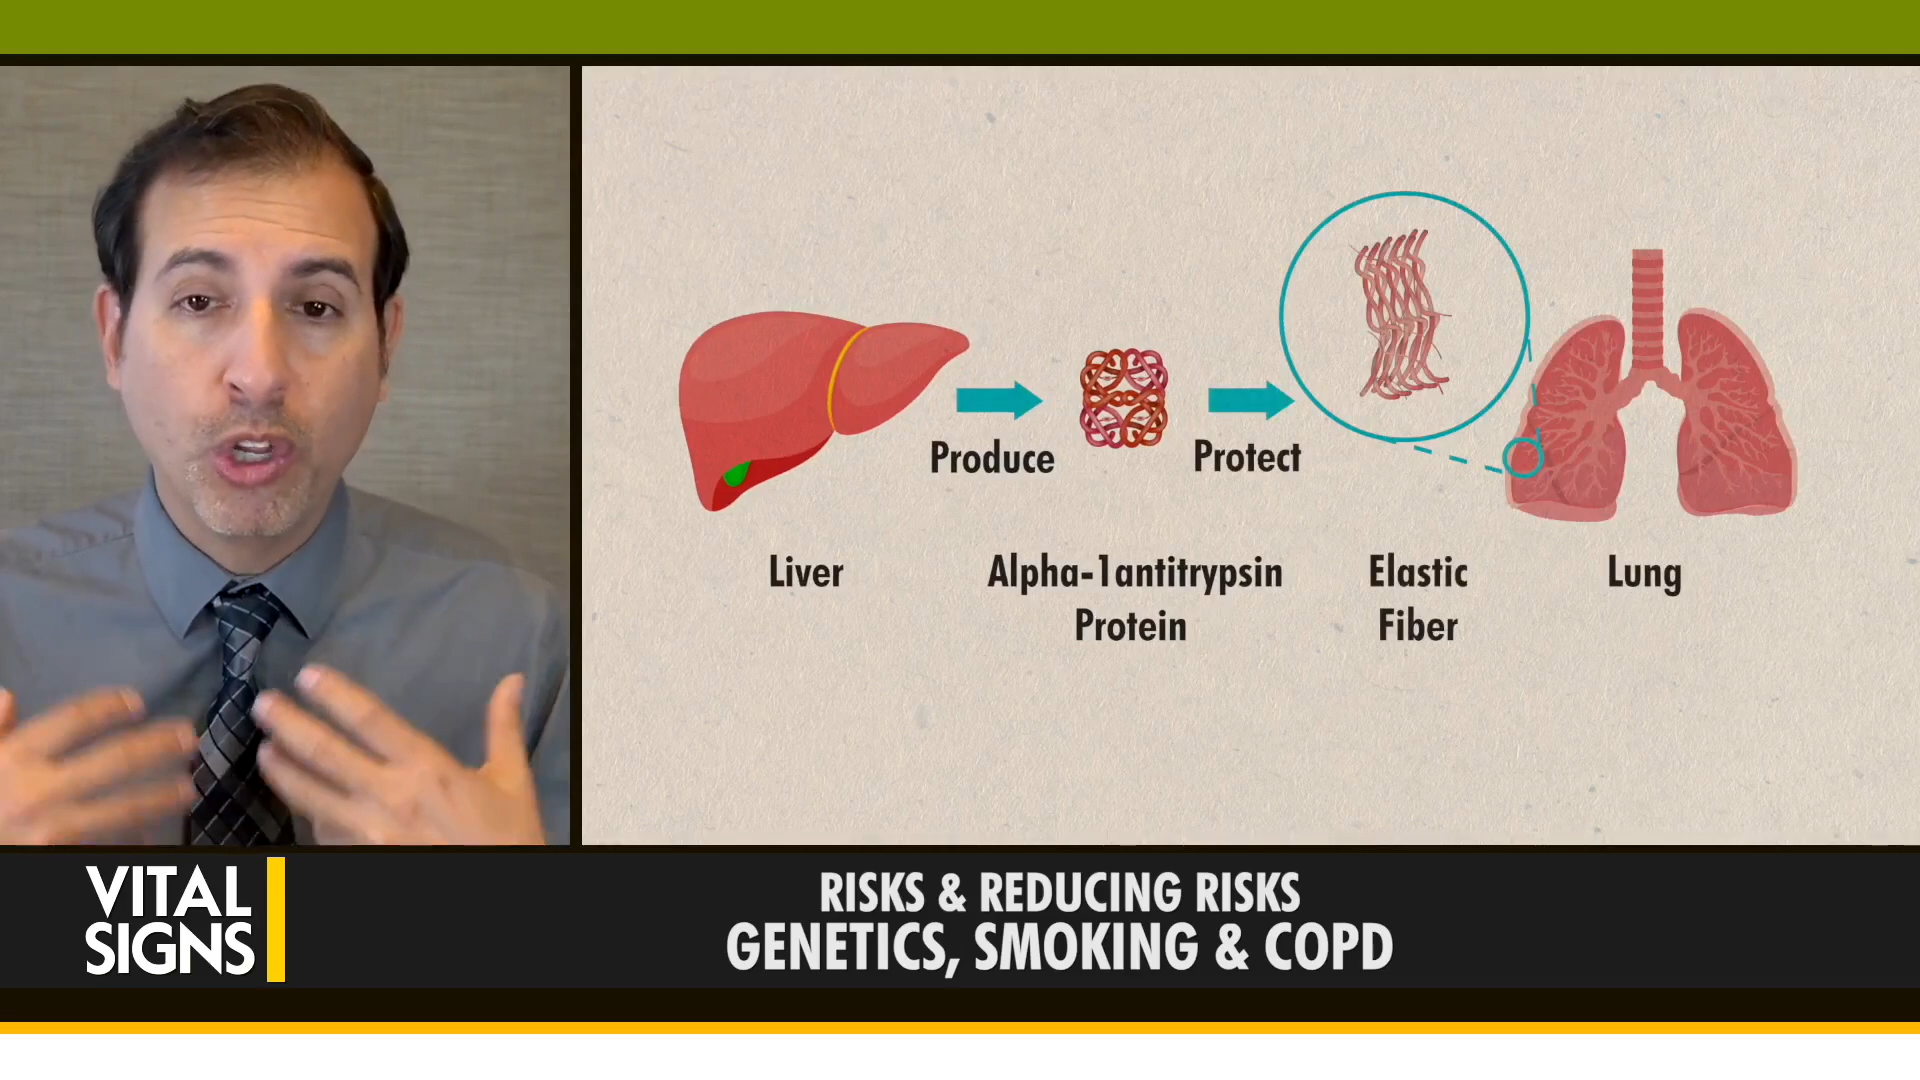 Produce
Protect
Liver
Alpha-1antitrypsin
Protein
Elastic
Fiber
Lung
VITAL
SIGNS
RISKS & REDUCING RISKS
GENETICS, SMOKING & COPD